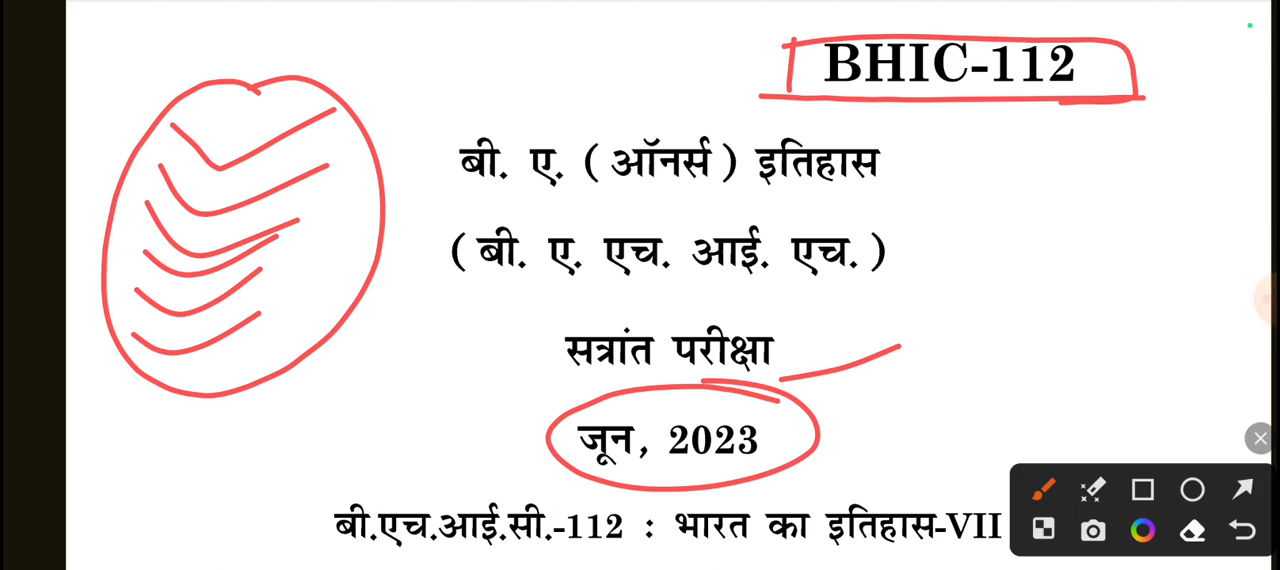 BHIC-112
बी. ए. ( ऑनर्स ) इतिहास
( बी. ए. एच. आई. एच. )
सत्रांत परीक्षा
जून, 2023
बी.एच.आई.सी.-112 : भारत का इतिहास-VII